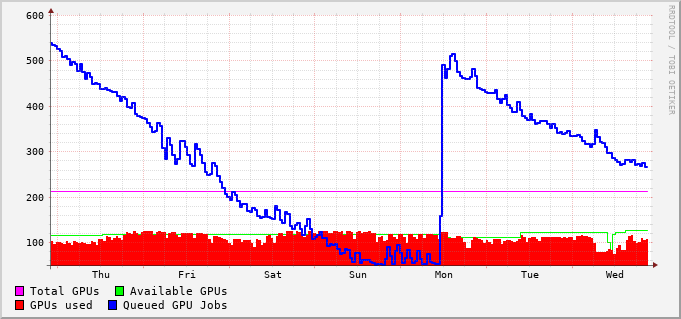 600
500
400
300
200
100
Thu Fri Sat Sun Mon Tue Wed
Total GPUs Available GPUs
GPUs used Queued GPU Jobs
RRDTOOL / TOBI OETIKER